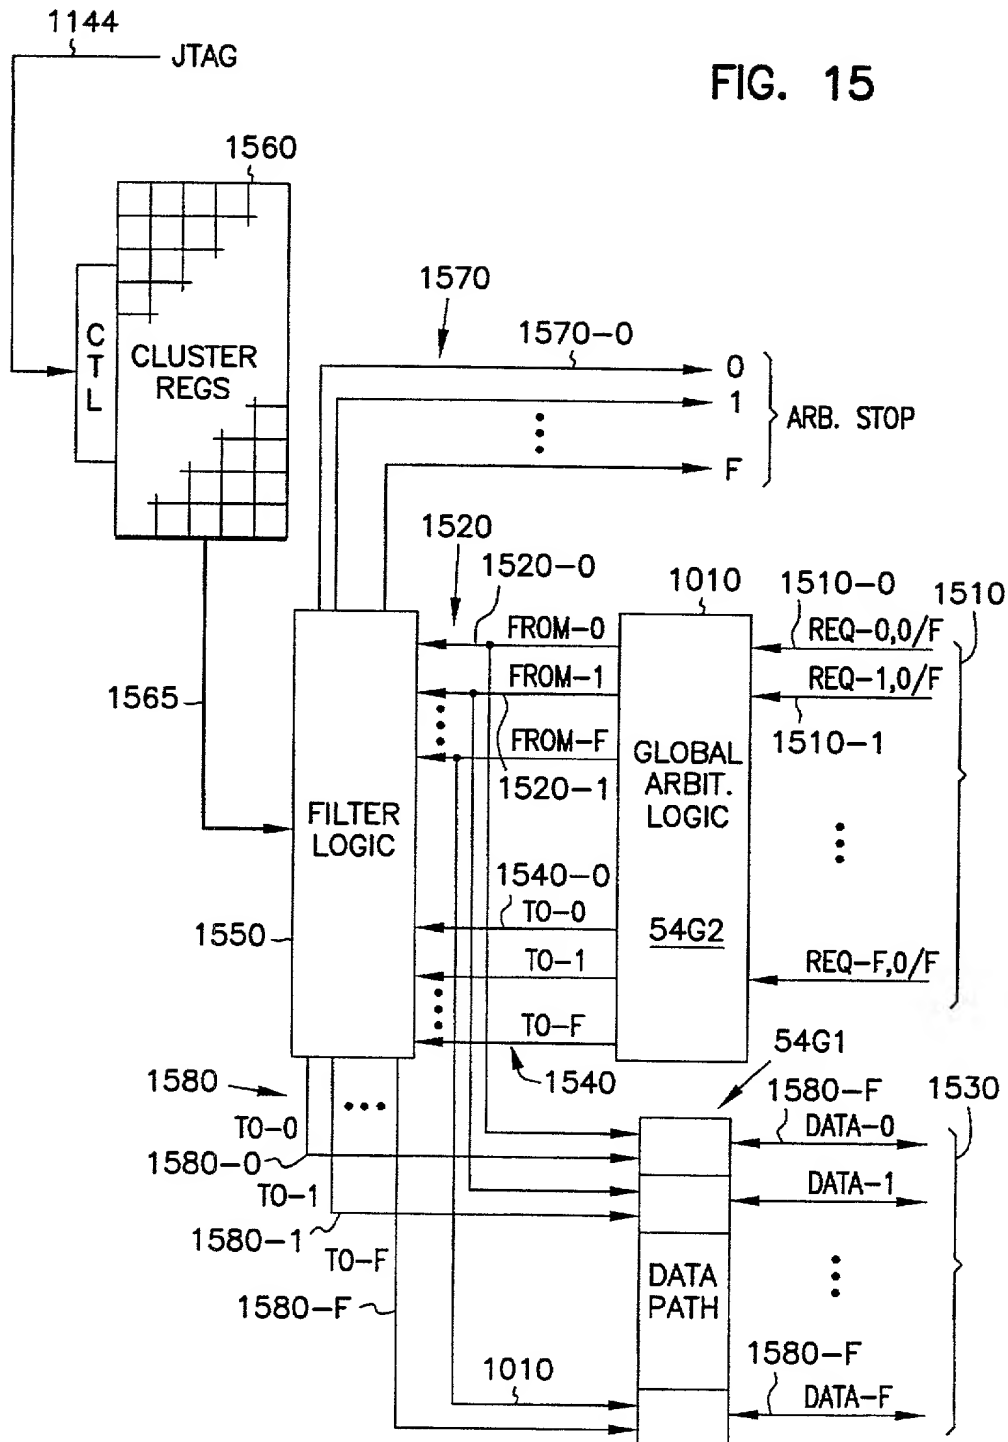 1144
JTAG
FIG. 15
1560
CTL
CLUSTER
REGS
1570
1570-0
0
1
F
ARB. STOP
1520
1520-0
1010
1510-0
1510
FROM-0
REQ-0,0/F
1565
FROM-1
REQ-1,0/F
FROM-F
1510-1
1520-1
GLOBAL
ARBIT.
LOGIC
FILTER
LOGIC
1540-0
1550
TO-0
54G2
TO-1
REQ-F,0/F
TO-F
1540
54G1
1580
1580-F
1530
TO-0
DATA-0
1580-0
TO-1
DATA-1
1580-1
TO-F
DATA
PATH
1580-F
1010
1580-F
DATA-F